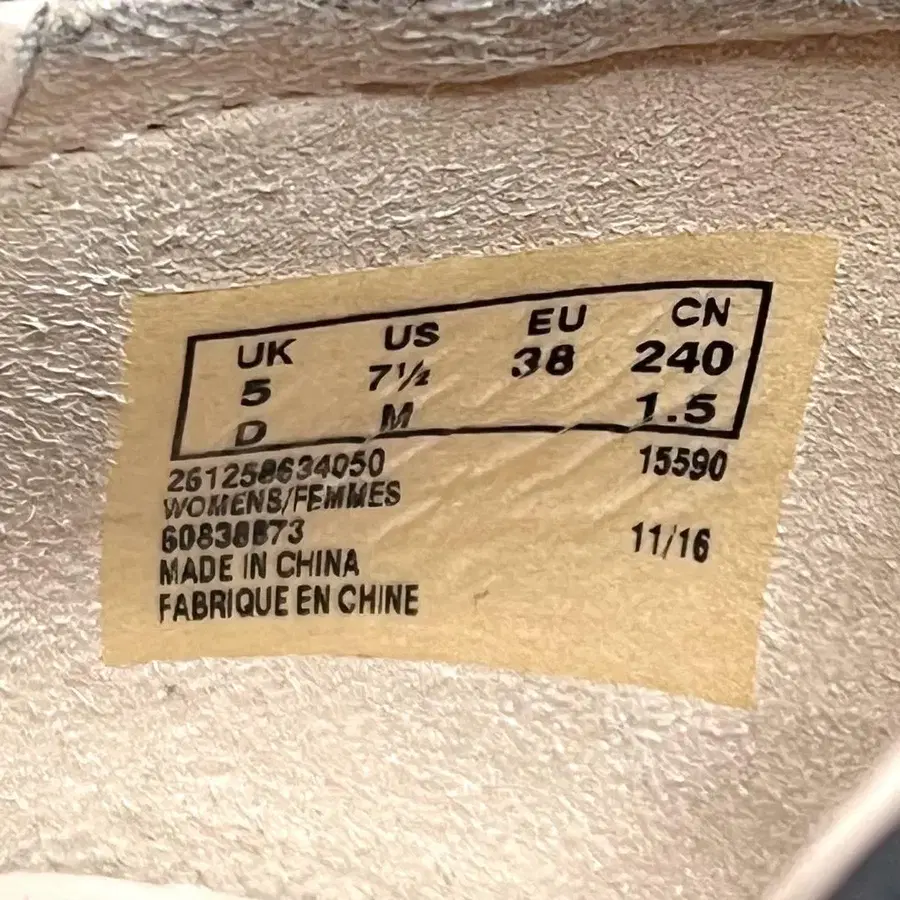 UK US EU CN
5 7½ 38 240
D M 1.5
261258634050 15590
WOMENS/FEMMES
60838873 11/16
MADE IN CHINA
FABRIQUE EN CHINE